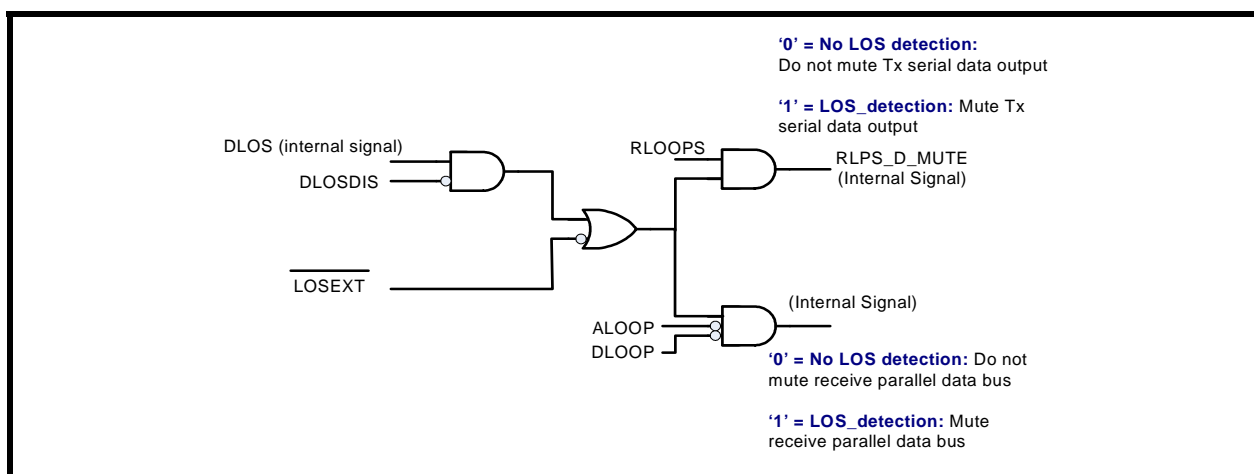 ‘0’ = No LOS detection:
Do not mute Tx serial data output
‘1’ = LOS_detection: Mute Tx
serial data output
DLOS (internal signal)
DLOSDIS
RLOOPS
RLPS_D_MUTE
(Internal Signal)
LOSEXT
(Internal Signal)
ALOOP
DLOOP
‘0’ = No LOS detection: Do not
mute receive parallel data bus
‘1’ = LOS_detection: Mute
receive parallel data bus